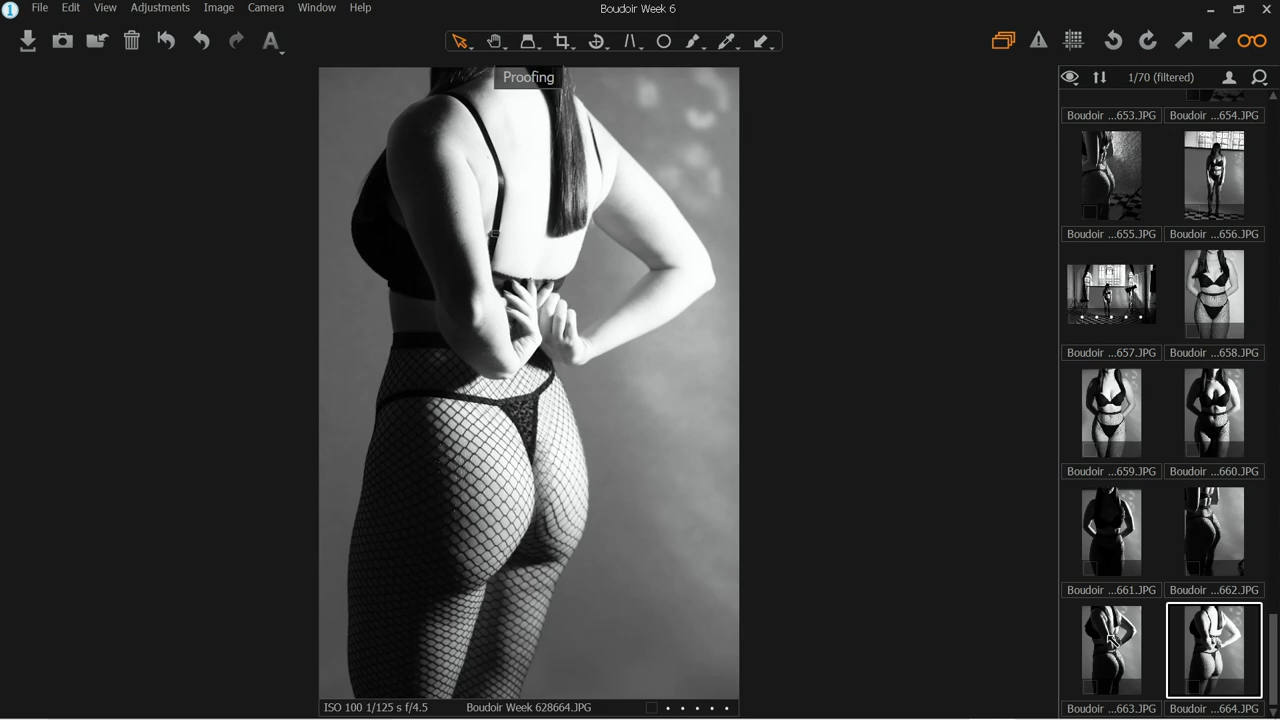 1 File Edit View Adjustments Image Camera Window Help Boudoir Week 6
A
1/70 (filtered)
Proofing
Boudoir ...653.JPG Boudoir ...654.JPG
Boudoir ...655.JPG Boudoir ...656.JPG
Boudoir ...657.JPG Boudoir ...658.JPG
Boudoir ...659.JPG Boudoir ...660.JPG
Boudoir ...661.JPG Boudoir ...662.JPG
Boudoir ...663.JPG Boudoir ...664.JPG
ISO 100 1/125 s f/4.5 Boudoir Week 628664.JPG